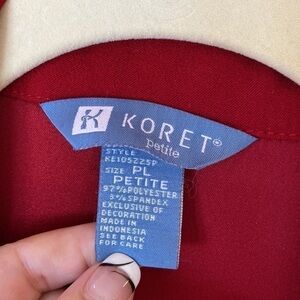 KORET®
petite
STYLE
KE105225P
SIZE PL
PETITE
97%POLYESTER
3%SPANDEX
EXCLUSIVE OF
DECORATION
MADE IN
INDONESIA
SEE BACK
FOR CARE